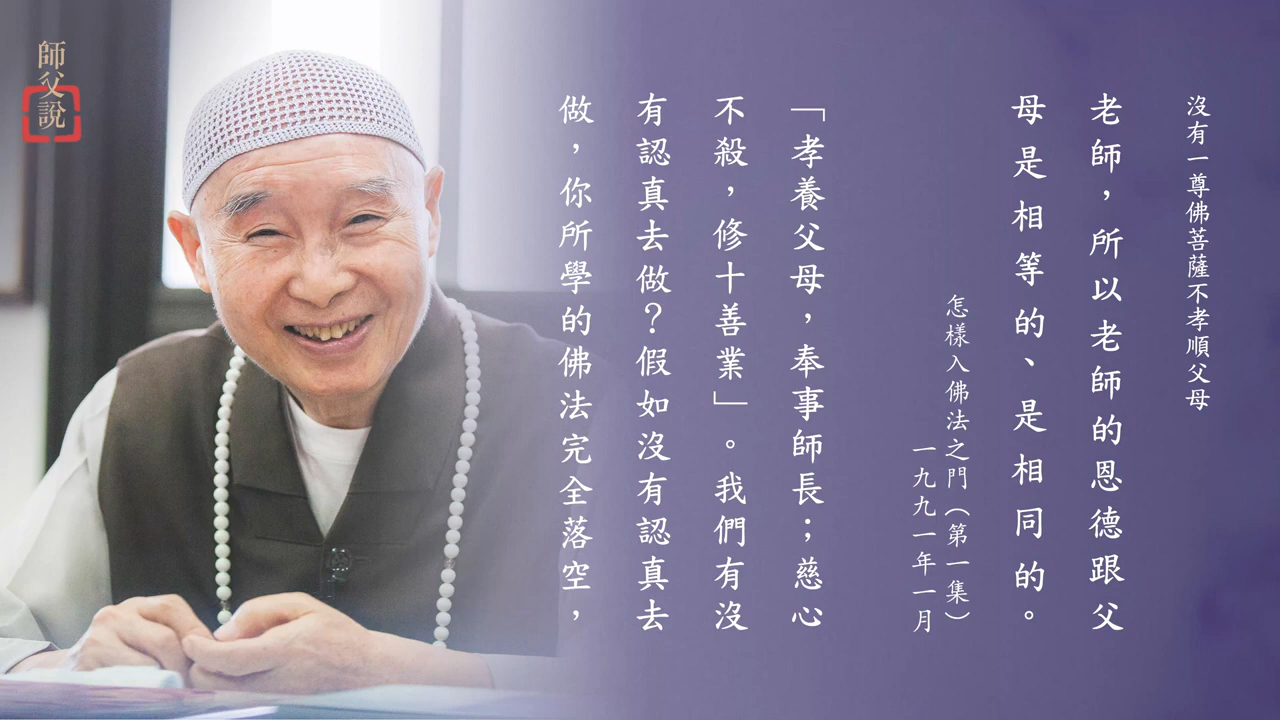 師父說
沒有一尊佛菩薩不孝順父母
老師，所以老師的恩德跟父
母是相等的、是相同的。
怎樣入佛法之門（第一集）
一九九一年一月
「孝養父母，奉事師長；慈心
不殺，修十善業」。我們有沒
有認真去做？假如沒有認真去
做，你所學的佛法完全落空，